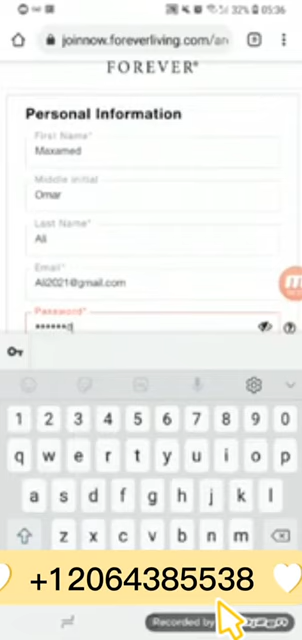 32% 05:36
joinnow.foreverliving.com/an
FOREVER®
Personal Information
First Name*
Maxamed
Middle initial
Omar
Last Name*
Ali
Email*
Ali2021@gmail.com
Password*
••••••d
1 2 3 4 5 6 7 8 9 0
q w e r t y u i o p
a s d f g h j k l
z x c v b n m
+12064385538
Recorded by